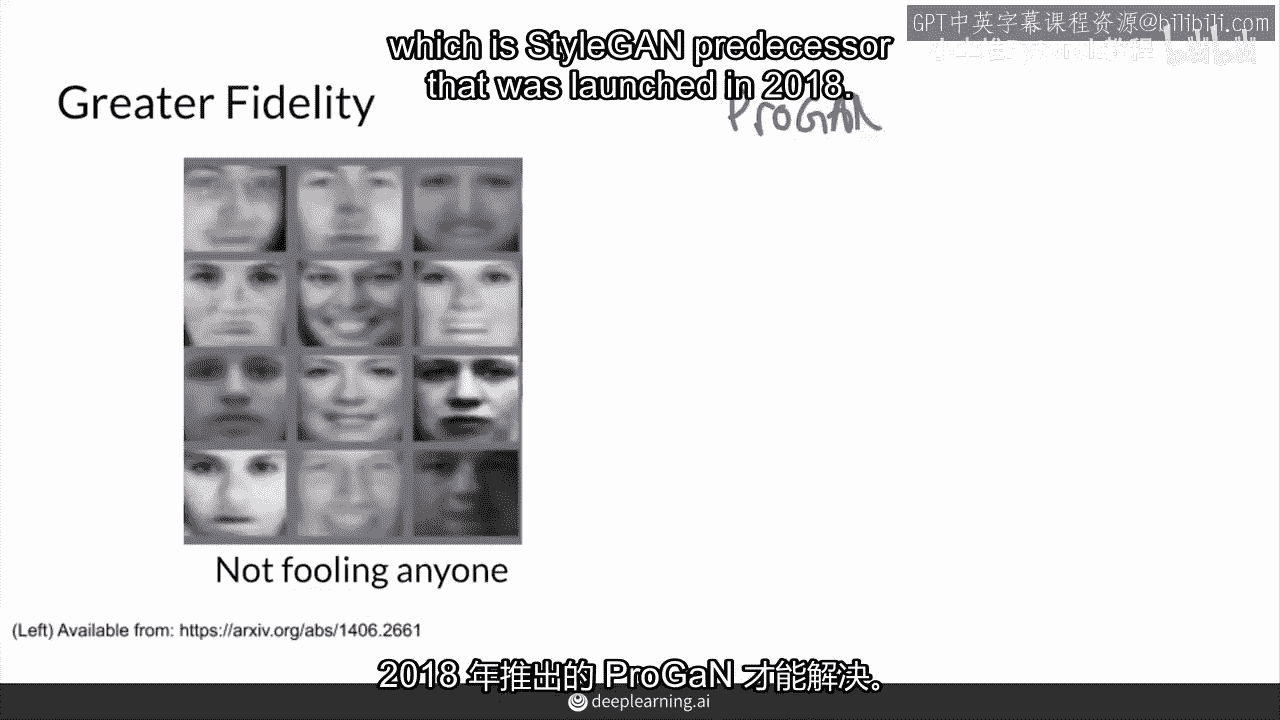 GPT中英字幕课程资源@bilibili.com
which is StyleGAN predecessor
that was launched in 2018.
Greater Fidelity
ProGAN
Not fooling anyone
(Left) Available from: https://arxiv.org/abs/1406.2661
2018 年推出的 ProGaN 才能解决。
deeplearning.ai